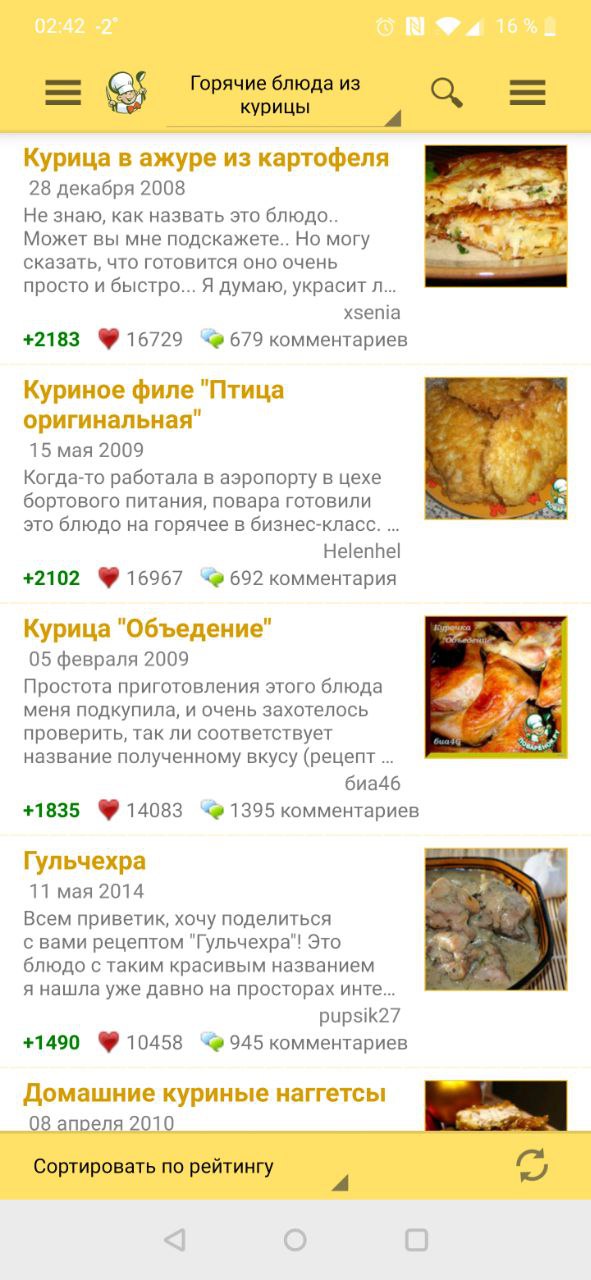 02:42 -2°
16 %
Горячие блюда из
курицы
Курица в ажуре из картофеля
28 декабря 2008
Не знаю, как назвать это блюдо..
Может вы мне подскажете.. Но могу
сказать, что готовится оно очень
просто и быстро... Я думаю, украсит л...
xsenia
+2183 16729 679 комментариев
Куриное филе "Птица
оригинальная"
15 мая 2009
Когда-то работала в аэропорту в цехе
бортового питания, повара готовили
это блюдо на горячее в бизнес-класс. ...
Helenhel
+2102 16967 692 комментария
Курица "Объедение"
05 февраля 2009
Простота приготовления этого блюда
меня подкупила, и очень захотелось
проверить, так ли соответствует
название полученному вкусу (рецепт ...
Курочка
"Объедение"
биа46
ПОВАРЁНОК.РУ
биа46
+1835 14083 1395 комментариев
Гульчехра
11 мая 2014
Всем приветик, хочу поделиться
с вами рецептом "Гульчехра"! Это
блюдо с таким красивым названием
я нашла уже давно на просторах инте...
pupsik27
+1490 10458 945 комментариев
Домашние куриные наггетсы
08 апреля 2010
Сортировать по рейтингу